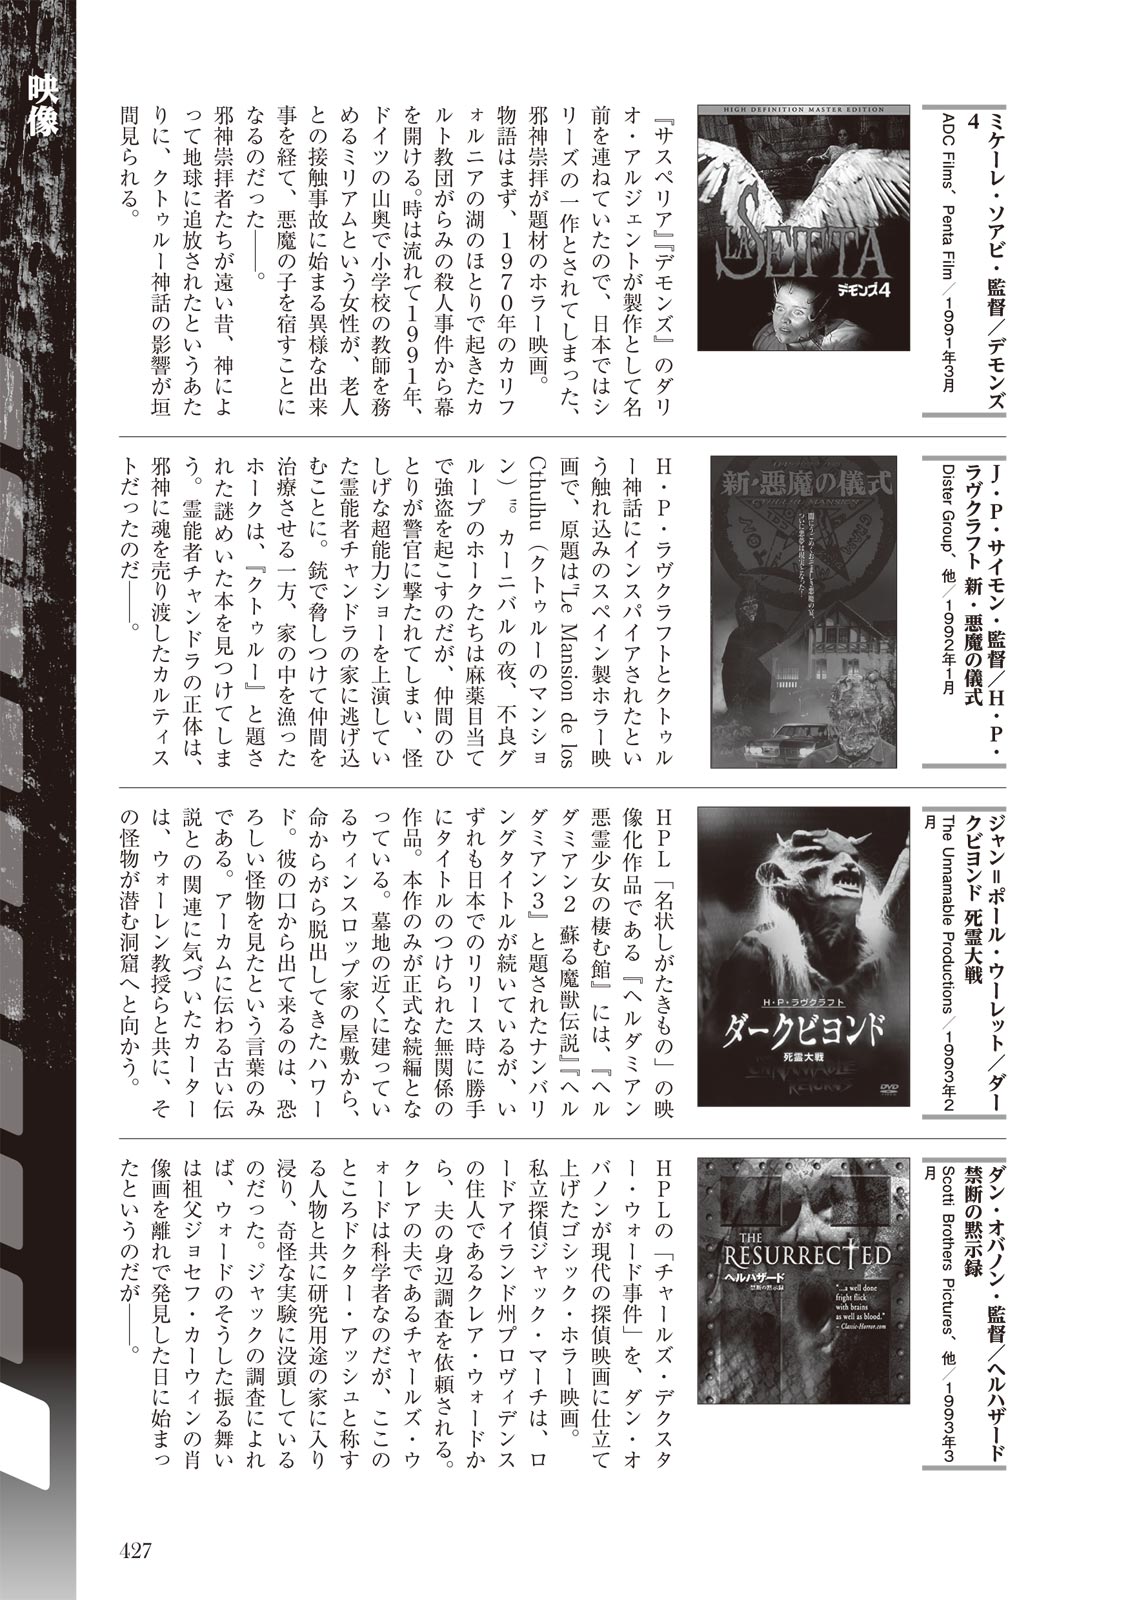 映像
ミケーレ・ソアビ・監督／デモンズ
4
ADC Films、Penta Film／1991年3月
HIGH DEFINITION MASTER EDITION
LA
SETTA
デモンズ4
『サスペリア』『デモンズ』のダリ
オ・アルジェントが製作として名
前を連ねていたので、日本ではシ
リーズの一作とされてしまった、
邪神崇拝が題材のホラー映画。
物語はまず、1970年のカリフ
ォルニアの湖のほとりで起きたカ
ルト教団がらみの殺人事件から幕
を開ける。時は流れて1991年、
ドイツの山奥で小学校の教師を務
めるミリアムという女性が、老人
との接触事故に始まる異様な出来
事を経て、悪魔の子を宿すことに
なるのだった――。
邪神崇拝者たちが遠い昔、神によ
って地球に追放されたというあた
りに、クトゥルー神話の影響が垣
間見られる。
J・P・サイモン・監督／H・P・
ラヴクラフト 新・悪魔の儀式
Dister Group、他／1992年1月
新・悪魔の儀式
H・P・ラヴクラフトとクトゥル
ー神話にインスパイアされたとい
う触れ込みのスペイン製ホラー映
画で、原題は"Le Mansion de los
Cthulhu（クトゥルーのマンショ
ン）"。カーニバルの夜、不良グ
ループのホークたちは麻薬目当て
で強盗を起こすのだが、仲間のひ
とりが警官に撃たれてしまい、怪
しげな超能力ショーを上演してい
た霊能者チャンドラの家に逃げ込
むことに。銃で脅しつけて仲間を
治療させる一方、家の中を漁った
ホークは、『クトゥルー』と題さ
れた謎めいた本を見つけてしま
う。霊能者チャンドラの正体は、
邪神に魂を売り渡したカルティス
トだったのだ――。
ジャン=ポール・ウーレット／ダー
クビヨンド 死霊大戦
The Unnamable Productions／1993年2
月
H・P・ラヴクラフト
ダークビヨンド
死霊大戦
UNNAMABLE
RETURNS
DVD
HPL「名状しがたきもの」の映
像化作品である『ヘルダミアン
悪霊少女の棲む館』には、『ヘル
ダミアン2 蘇る魔獣伝説』『ヘル
ダミアン3』と題されたナンバリ
ングタイトルが続いているが、い
ずれも日本でのリリース時に勝手
にタイトルのつけられた無関係の
作品。本作のみが正式な続編とな
っている。墓地の近くに建ってい
るウィンスロップ家の屋敷から、
命からがら脱出してきたハワー
ド。彼の口から出て来るのは、恐
ろしい怪物を見たという言葉のみ
である。アーカムに伝わる古い伝
説との関連に気づいたカーター
は、ウォーレン教授らと共に、そ
の怪物が潜む洞窟へと向かう。
ダン・オバノン・監督／ヘルハザード
禁断の黙示録
Scotti Brothers Pictures、他／1993年3
月
THE
RESURRECTED
ヘルハザード
禁断の黙示録
"...a well done
fright flick
with brains
as well as blood."
– Classic-Horror.com
HPLの「チャールズ・デクスタ
ー・ウォード事件」を、ダン・オ
バノンが現代の探偵映画に仕立て
上げたゴシック・ホラー映画。
私立探偵ジャック・マーチは、ロ
ードアイランド州プロヴィデンス
の住人であるクレア・ウォードか
ら、夫の身辺調査を依頼される。
クレアの夫であるチャールズ・ウ
ォードは科学者なのだが、ここの
ところドクター・アッシュと称す
る人物と共に研究用途の家に入り
浸り、奇怪な実験に没頭している
のだった。ジャックの調査によれ
ば、ウォードのそうした振る舞い
は祖父ジョセフ・カーウィンの肖
像画を離れで発見した日に始まっ
たというのだが――。
427